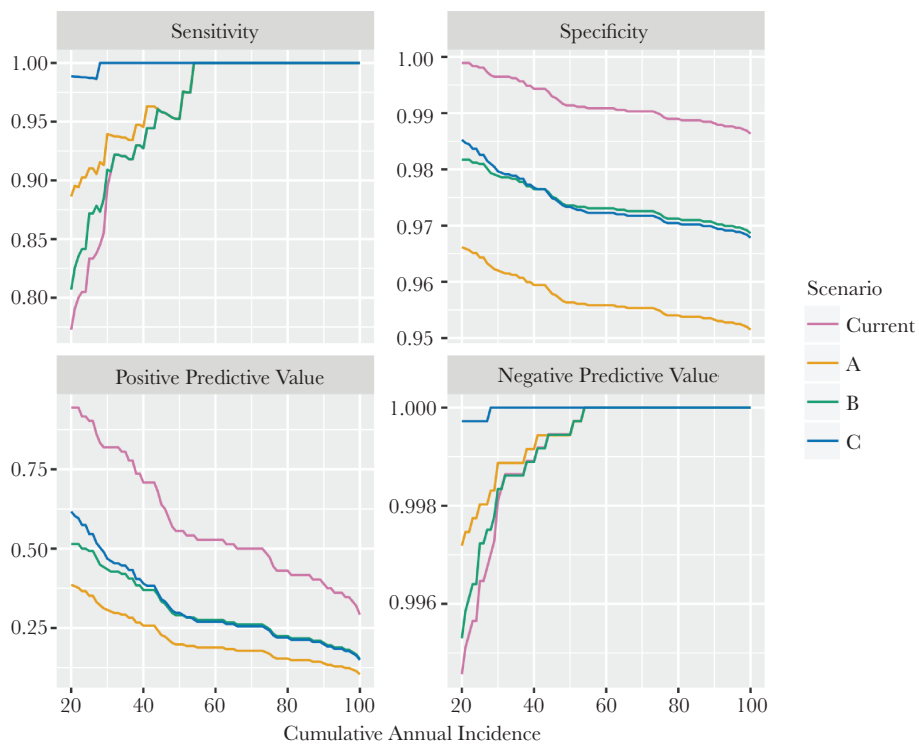 Sensitivity
1.00
0.95
0.90
0.85
0.80
Specificity
1.00
0.99
0.98
0.97
0.96
0.95
Positive Predictive Value
0.75
0.50
0.25
20 40 60 80 100
Negative Predictive Value
1.000
0.998
0.996
20 40 60 80 100
Cumulative Annual Incidence
Scenario
Current
A
B
C